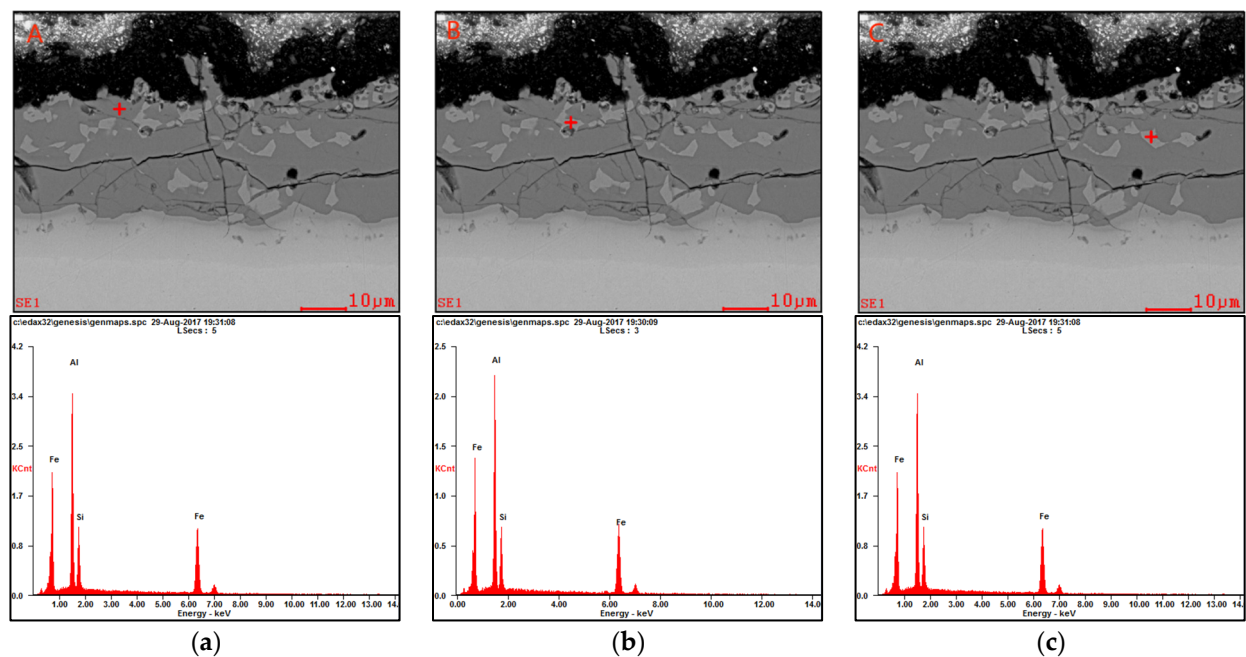 A
SE1
10µm
B
SE1
10µm
C
SE1
10µm
c:\edax32\genesis\genmaps.spc 29-Aug-2017 19:31:08
LSecs : 5
4.2
3.4
2.5
KCnt
1.7
0.8
0.0
Al
Fe
Si
Fe
1.00 2.00 3.00 4.00 5.00 6.00 7.00 8.00 9.00 10.00 11.00 12.00 13.00 14.
Energy - keV
c:\edax32\genesis\genmaps.spc 29-Aug-2017 19:30:09
LSecs : 3
2.5
2.0
1.5
KCnt
1.0
0.5
0.0
Al
Fe
Si
Fe
0.00 2.00 4.00 6.00 8.00 10.00 12.00 14.0
Energy - keV
c:\edax32\genesis\genmaps.spc 29-Aug-2017 19:31:08
LSecs : 5
4.2
3.4
2.5
KCnt
1.7
0.8
0.0
Al
Fe
Si
Fe
1.00 2.00 3.00 4.00 5.00 6.00 7.00 8.00 9.00 10.00 11.00 12.00 13.00 14.
Energy - keV
(a)
(b)
(c)